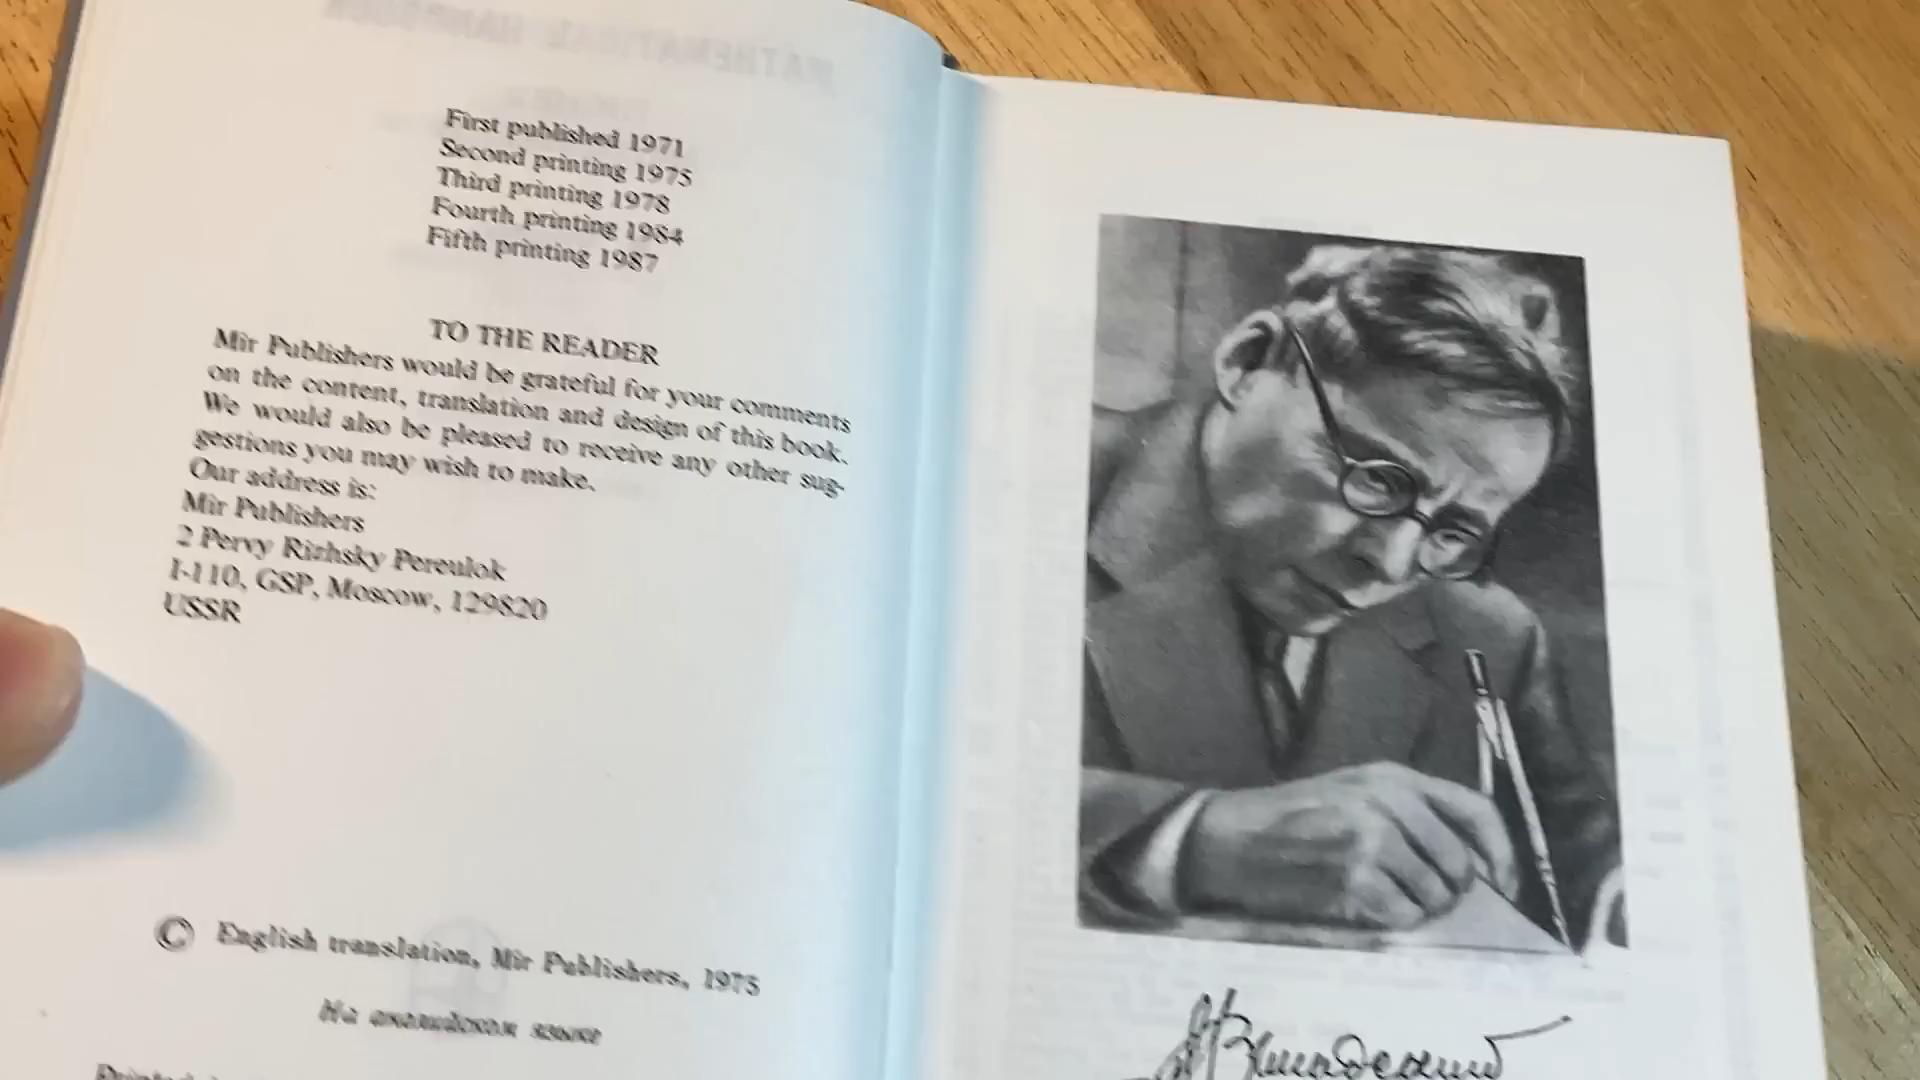 First published 1971
Second printing 1975
Third printing 1978
Fourth printing 1984
Fifth printing 1987
TO THE READER
Mir Publishers would be grateful for your comments
on the content, translation and design of this book.
We would also be pleased to receive any other sug-
gestions you may wish to make.
Our address is:
Mir Publishers
2 Pervy Rizhsky Pereulok
I-110, GSP, Moscow, 129820
USSR
© English translation, Mir Publishers, 1975
На английском языке
Printed